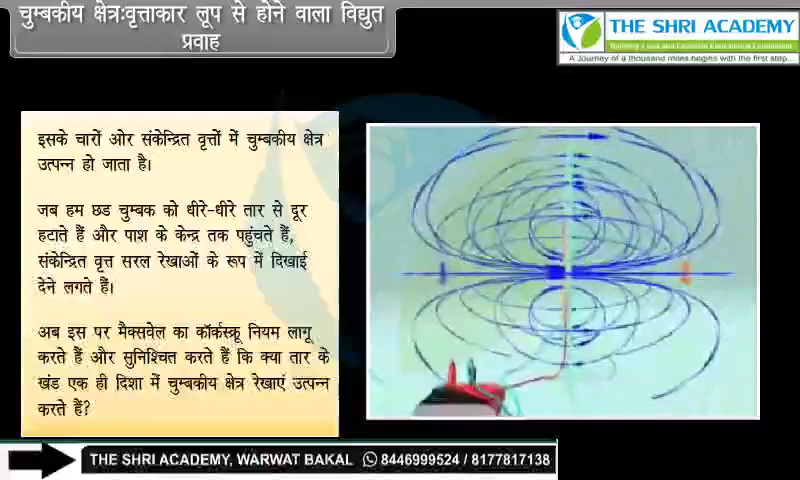 चुम्बकीय क्षेत्रःवृत्ताकार लूप से होने वाला विद्युत
प्रवाह
THE SHRI ACADEMY
A Journey of a thousand miles begins with the first step...
इसके चारों ओर संकेन्द्रित वृत्तों में चुम्बकीय क्षेत्र
उत्पन्न हो जाता है।
जब हम छड चुम्बक को धीरे-धीरे तार से दूर
हटाते हैं और पाश के केन्द्र तक पहुंचते हैं,
संकेन्द्रित वृत्त सरल रेखाओं के रूप में दिखाई
देने लगते हैं।
अब इस पर मैक्सवेल का कॉर्कस्क्रू नियम लागू
करते हैं और सुनिश्चित करते हैं कि क्या तार के
खंड एक ही दिशा में चुम्बकीय क्षेत्र रेखाएं उत्पन्न
करते हैं?
THE SHRI ACADEMY, WARWAT BAKAL 8446999524 / 8177817138